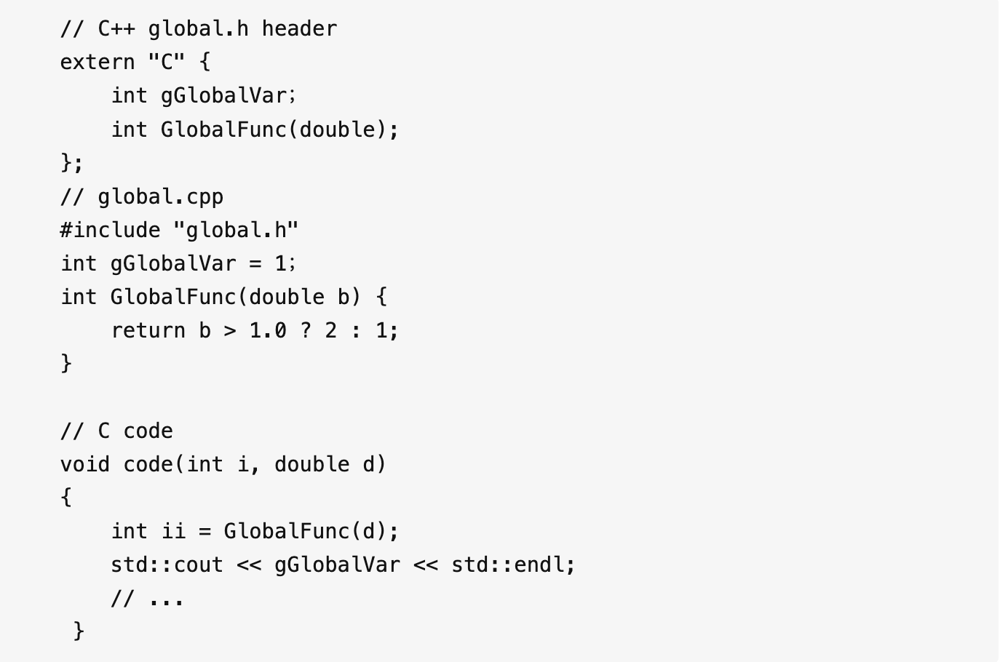 // C++ global.h header
extern "C" {
    int gGlobalVar;
    int GlobalFunc(double);
};
// global.cpp
#include "global.h"
int gGlobalVar = 1;
int GlobalFunc(double b) {
    return b > 1.0 ? 2 : 1;
}

// C code
void code(int i, double d)
{
    int ii = GlobalFunc(d);
    std::cout << gGlobalVar << std::endl;
    // ...
 }